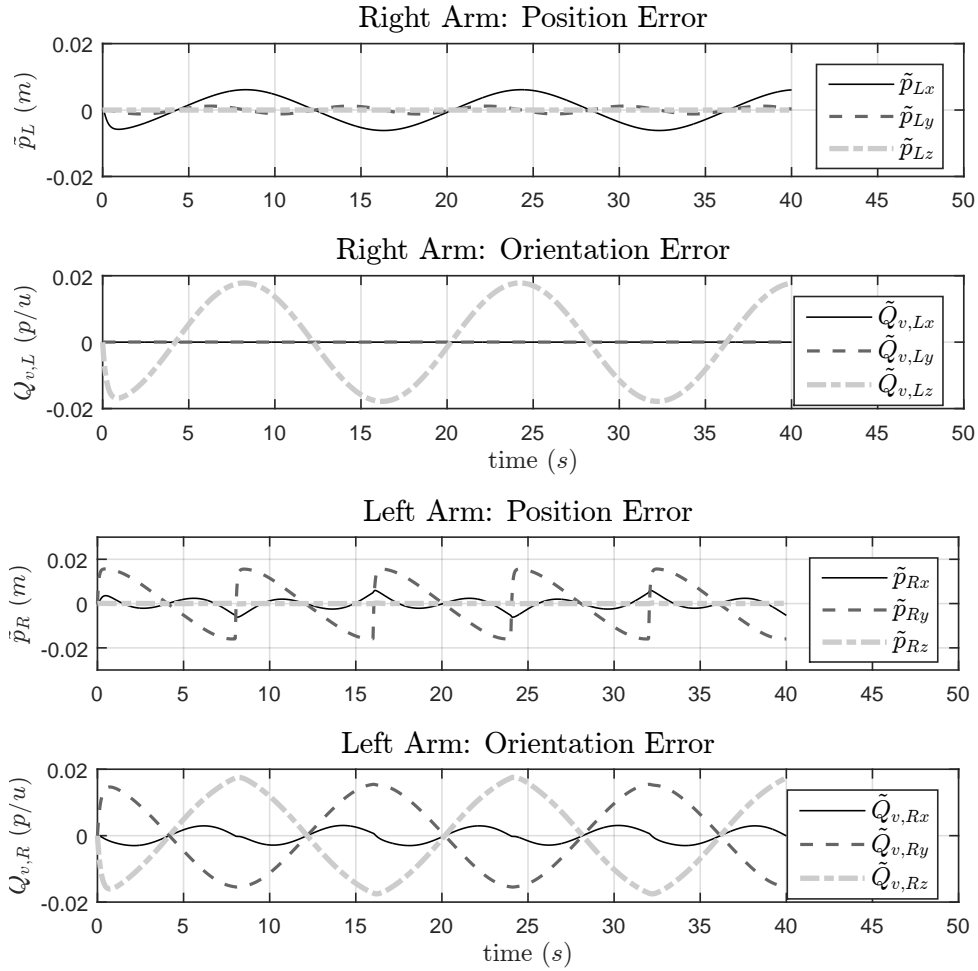 Right Arm: Position Error
p̃_Lx
p̃_Ly
p̃_Lz
p̃_L (m)
0.02
0
-0.02
0 5 10 15 20 25 30 35 40 45 50
Right Arm: Orientation Error
Q̃_v,Lx
Q̃_v,Ly
Q̃_v,Lz
Q_v,L (p/u)
0.02
0
-0.02
0 5 10 15 20 25 30 35 40 45 50
time (s)
Left Arm: Position Error
p̃_Rx
p̃_Ry
p̃_Rz
p̃_R (m)
0.02
0
-0.02
0 5 10 15 20 25 30 35 40 45 50
Left Arm: Orientation Error
Q̃_v,Rx
Q̃_v,Ry
Q̃_v,Rz
Q_v,R (p/u)
0.02
0
-0.02
0 5 10 15 20 25 30 35 40 45 50
time (s)